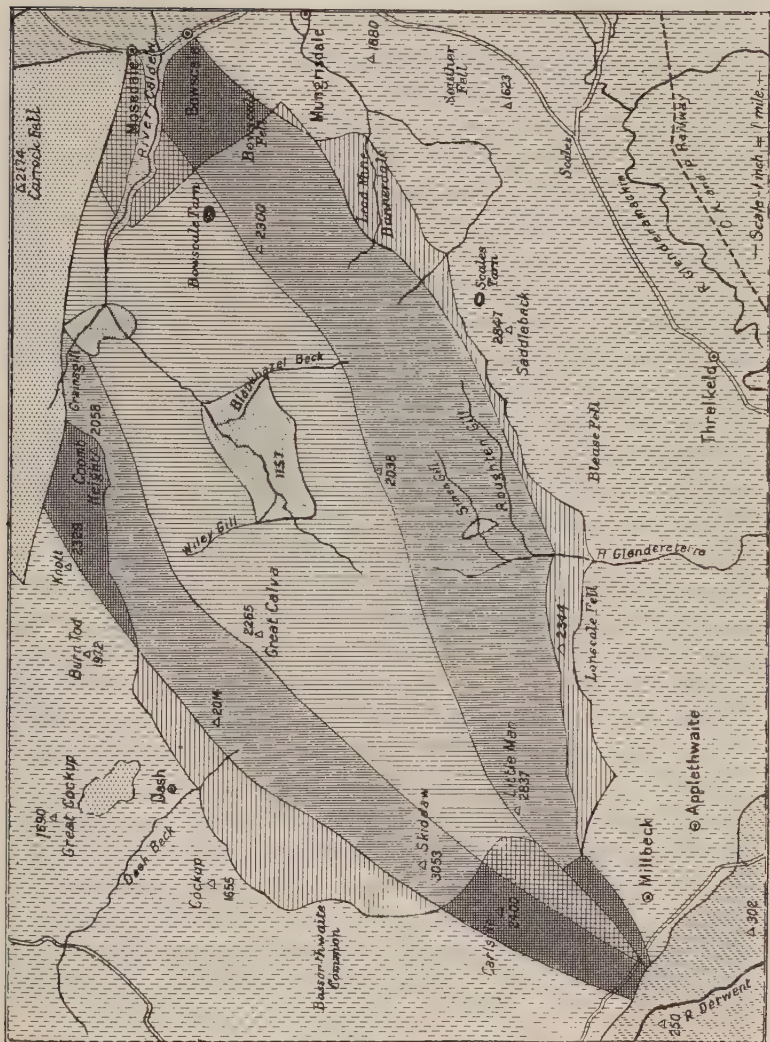 Mosedale
River Caldew
Bowscale
△ 2174
Carrock Fell
Mungrisdale
△ 1880
Souther
Fell
△ 1623
Bowscale
Fell
Bowscale Tarn
△ 2300
Lead Mine
Bannerdale
Scales
R Glenderamackin
C K and P Railway
— Scale - 1 inch = 1 mile. —
Scales
Tarn
2847
△
Saddleback
Grainsgill
Blackhazel Beck
Coomb
Height
△ 2058
1157
Wiley Gill
2038
△
Sinen Gill
Roughten Gill
Blease Fell
Threlkeld
Knott
△ 2329
Burn Tod
△
1972
2265
△
Great Calva
△ 2014
R Glenderaterra
△ 2344
Lonscale Fell
1690
△
Great Cockup
Dash
Dash Beck
Cockup
△
1655
Skiddaw
△
3053
Little Man
△ 2837
Applethwaite
Millbeck
Bassenthwaite
Common
Carlside
△
2400
△ 302
△
250
R Derwent